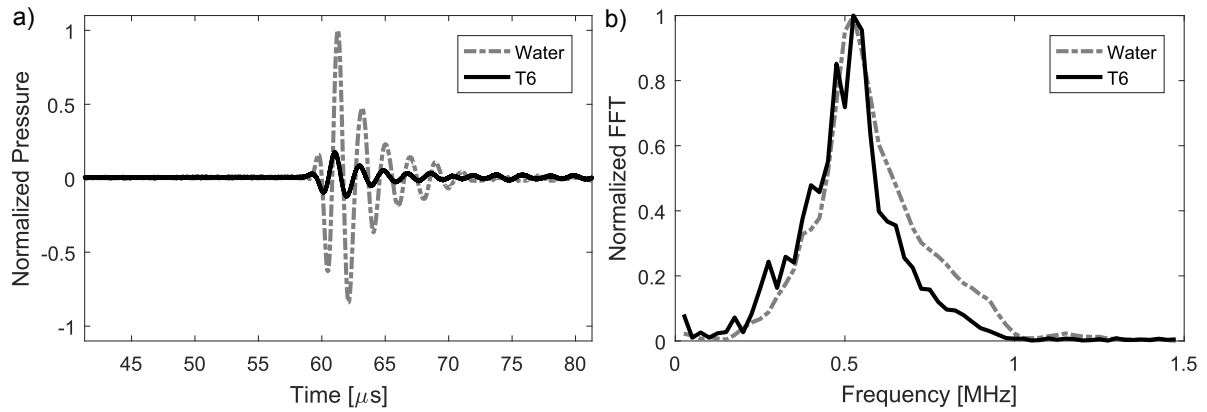 a)
Normalized Pressure
1
0.5
0
-0.5
-1
Water
T6
45 50 55 60 65 70 75 80
Time [μs]
b)
Normalized FFT
1
0.8
0.6
0.4
0.2
0
Water
T6
0 0.5 1 1.5
Frequency [MHz]